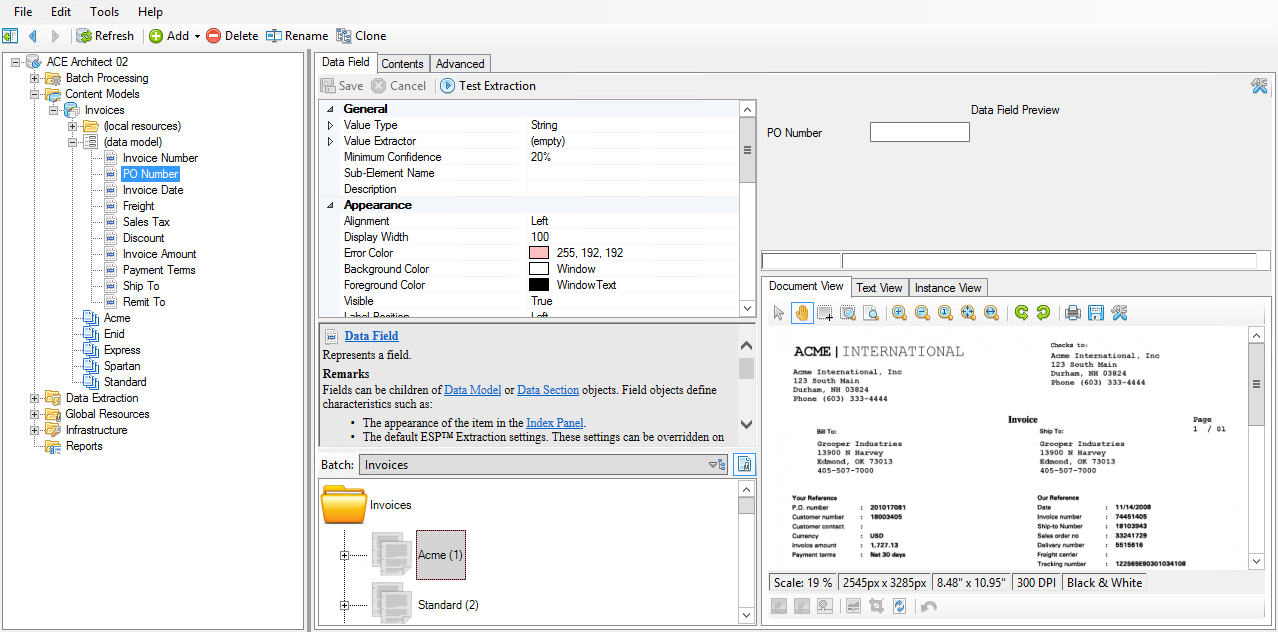 File Edit Tools Help
Refresh Add Delete Rename Clone
ACE Architect 02
Batch Processing
Content Models
Invoices
(local resources)
(data model)
Invoice Number
PO Number
Invoice Date
Freight
Sales Tax
Discount
Invoice Amount
Payment Terms
Ship To
Remit To
Acme
Enid
Express
Spartan
Standard
Data Extraction
Global Resources
Infrastructure
Reports
Data Field Contents Advanced
Save Cancel Test Extraction
General
Value Type String
Value Extractor (empty)
Minimum Confidence 20%
Sub-Element Name
Description
Appearance
Alignment Left
Display Width 100
Error Color 255, 192, 192
Background Color Window
Foreground Color WindowText
Visible True
Label Position Left
Data Field
Represents a field.
Remarks
Fields can be children of Data Model or Data Section objects. Field objects define
characteristics such as:
• The appearance of the item in the Index Panel.
• The default ESP™ Extraction settings. These settings can be overridden on
Batch: Invoices
Invoices
Acme (1)
Standard (2)
Data Field Preview
PO Number
Document View Text View Instance View
ACME | INTERNATIONAL
Acme International, Inc
123 South Main
Durham, NH 03824
Phone (603) 333-4444
Checks to:
Acme International, Inc
123 South Main
Durham, NH 03824
Phone (603) 333-4444
Invoice
Page
1 / 01
Bill To:
Grooper Industries
13900 N Harvey
Edmond, OK 73013
405-507-7000
Ship To:
Grooper Industries
13900 N Harvey
Edmond, OK 73013
405-507-7000
Your Reference
P.O. number : 201017081
Customer number : 18003405
Customer contact :
Currency : USD
Invoice amount : 1,727.13
Payment terms : Net 30 days
Our Reference
Date : 11/14/2008
Invoice number : 74451405
Ship-to Number : 18103943
Sales order no : 33241729
Delivery number : 5515616
Freight carrier :
Tracking number : 1Z2565E90301034108
Scale: 19 % 2545px x 3285px 8.48" x 10.95" 300 DPI Black & White